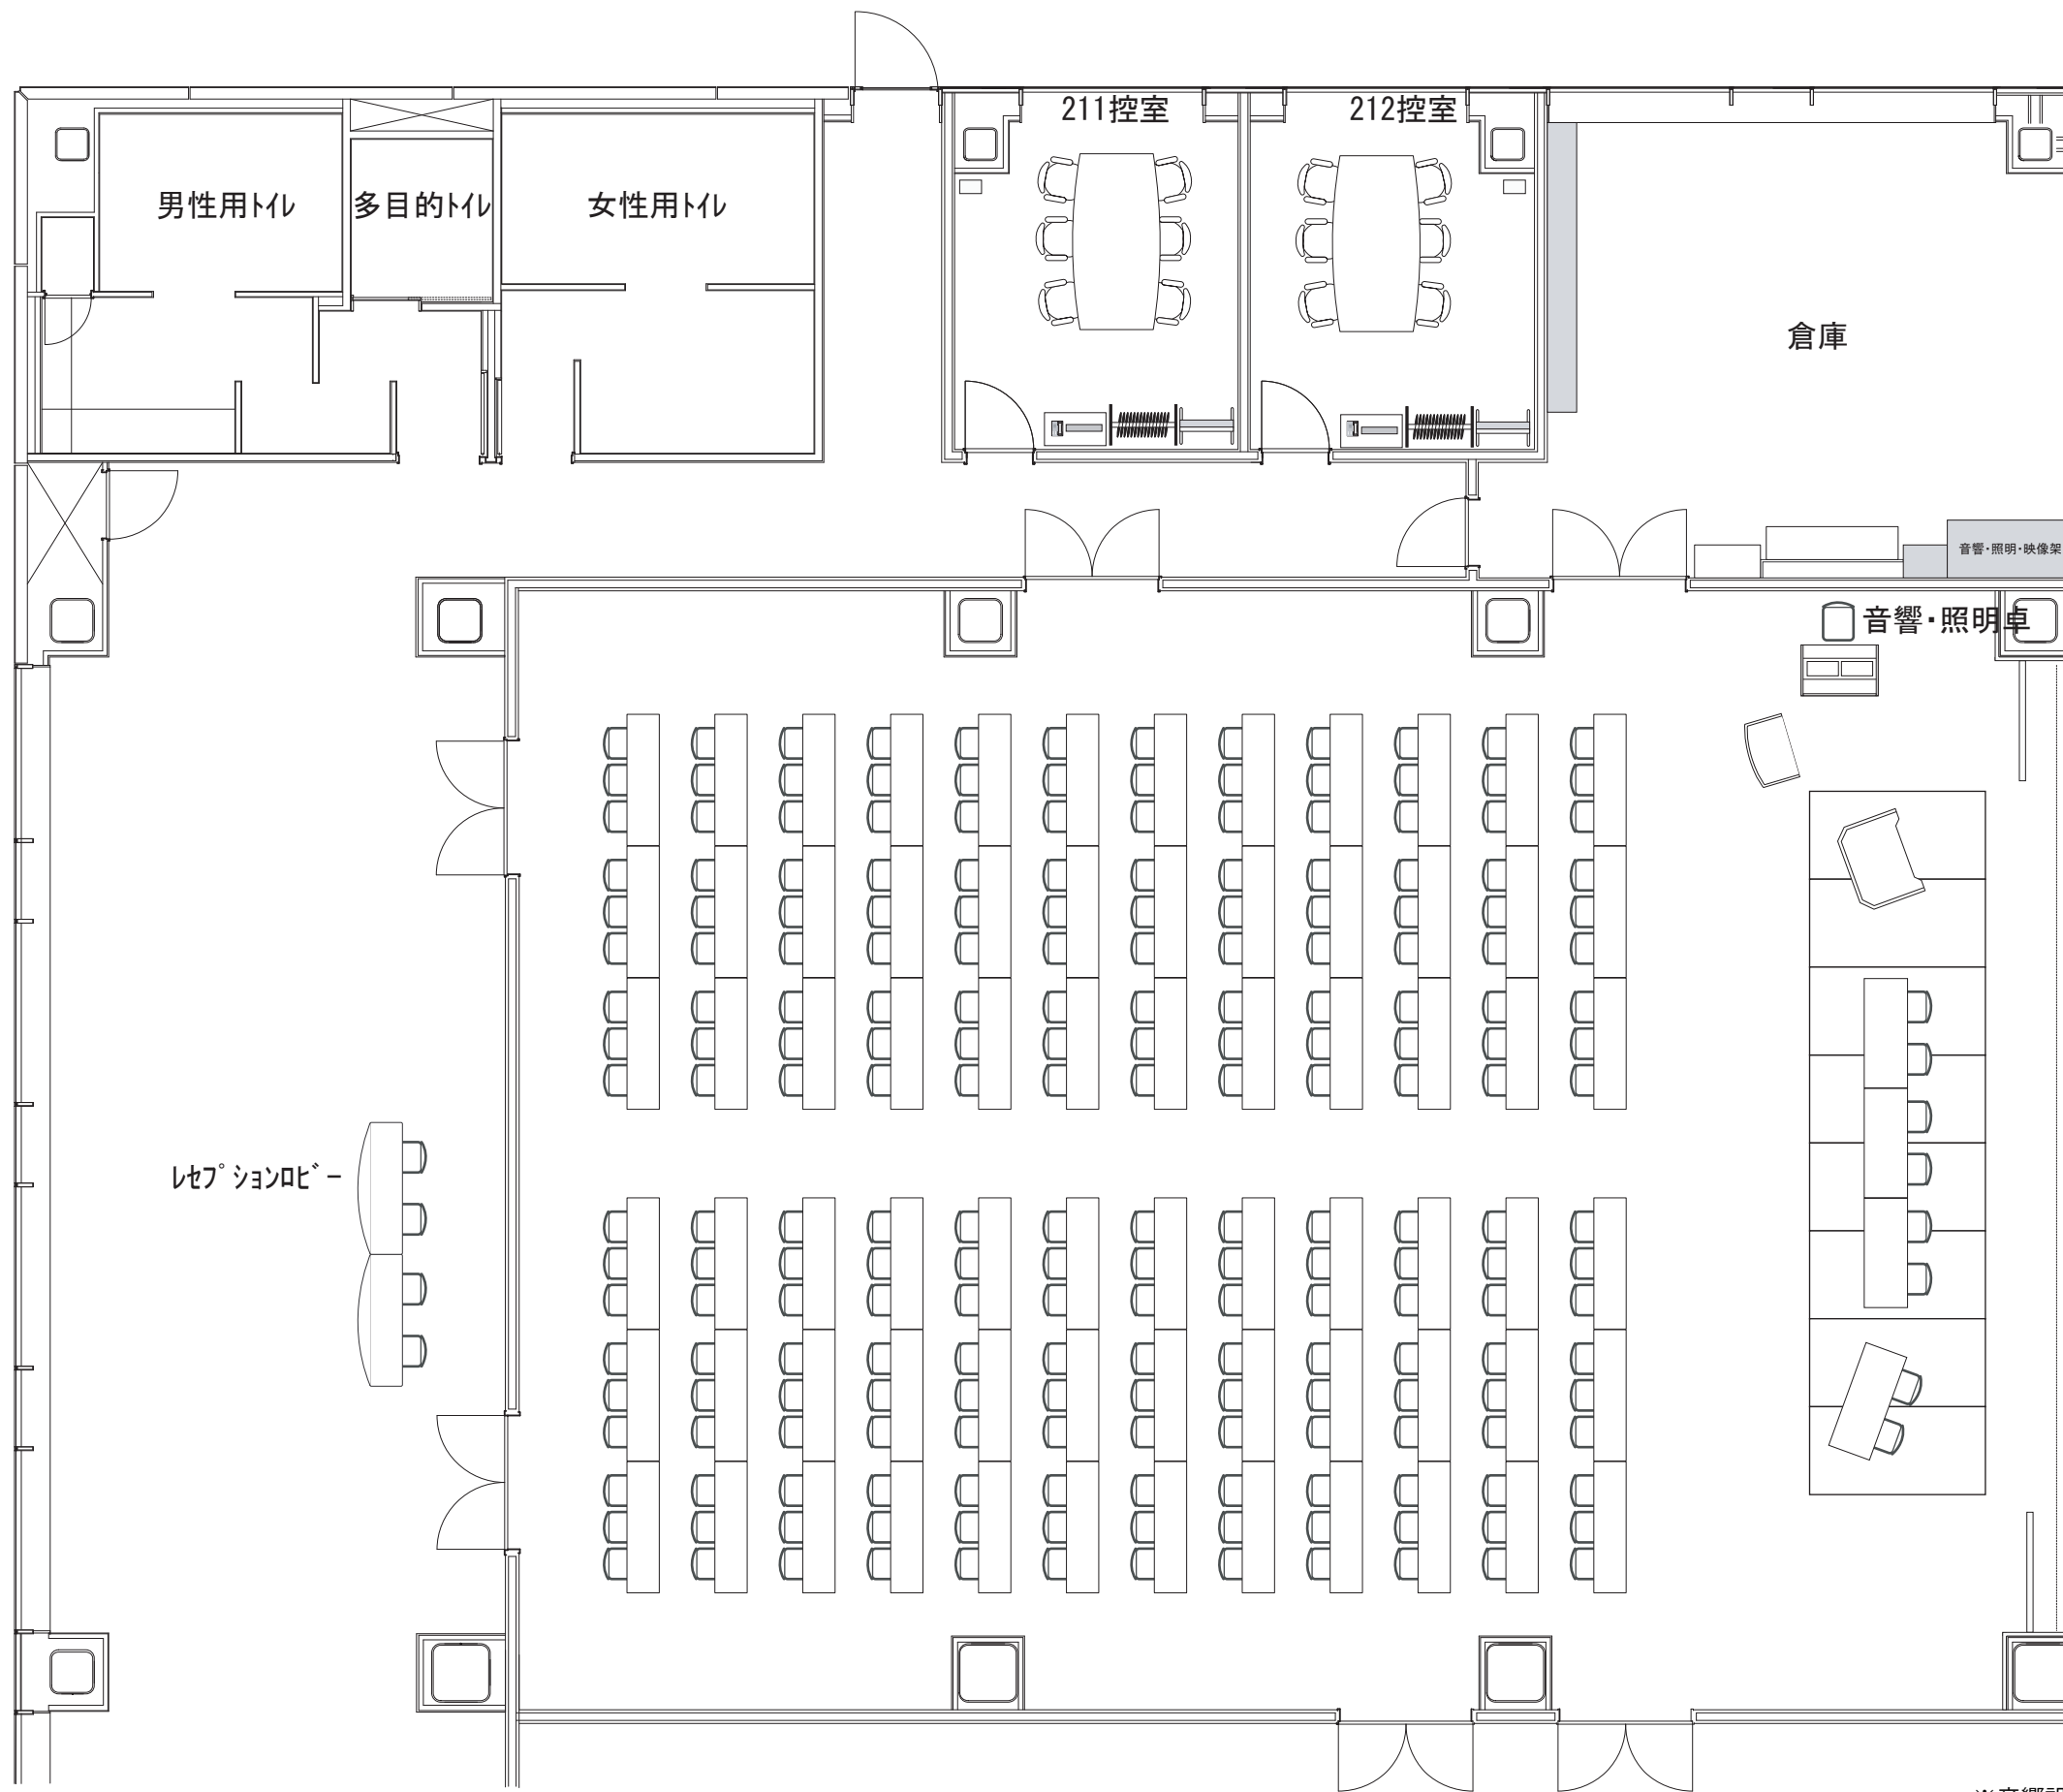 211控室
212控室
男性用ﾄｲﾚ
多目的ﾄｲﾚ
女性用ﾄｲﾚ
倉庫
音響・照明・映像架
音響・照明卓
ﾚｾﾌﾟｼｮﾝﾛﾋﾞｰ